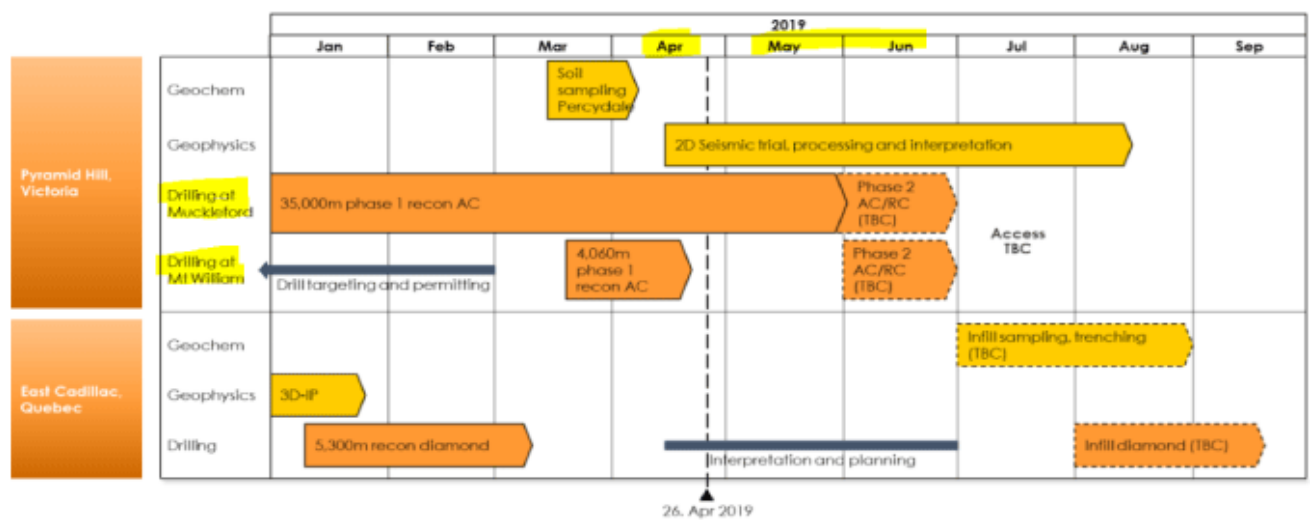 2019
Jan Feb Mar Apr May Jun Jul Aug Sep
Pyramid Hill,
Victoria
Geochem
Soil
sampling
Percydale
Geophysics
2D Seismic trial, processing and interpretation
Drilling at
Muckleford
35,000m phase 1 recon AC
Phase 2
AC/RC
(TBC)
Access
TBC
Drilling at
Mt William
Drill targeting and permitting
4,060m
phase 1
recon AC
Phase 2
AC/RC
(TBC)
East Cadillac,
Quebec
Geochem
Infill sampling, trenching
(TBC)
Geophysics
3D-IP
Drilling
5,300m recon diamond
Interpretation and planning
Infill diamond (TBC)
26. Apr 2019